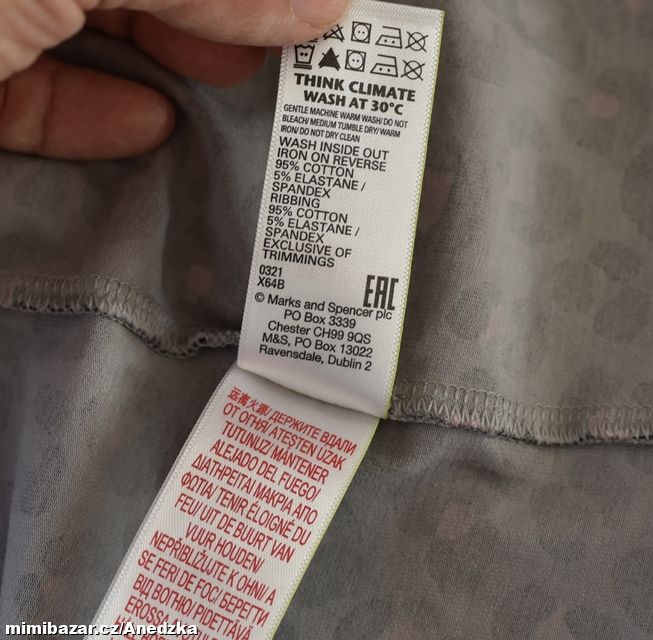 THINK CLIMATE
WASH AT 30°C
GENTLE MACHINE WARM WASH/DO NOT
BLEACH/MEDIUM TUMBLE DRY/WARM
IRON/DO NOT DRY CLEAN
WASH INSIDE OUT
IRON ON REVERSE
95% COTTON
5% ELASTANE/
SPANDEX
RIBBING
95% COTTON
5% ELASTANE/
SPANDEX
EXCLUSIVE OF
TRIMMINGS
0321
X64B
EAC
© Marks and Spencer plc
PO Box 3339
Chester CH99 9QS
M&S, PO Box 13022
Ravensdale, Dublin 2
远离火源/ДЕРЖИТЕ ВДАЛИ
ОТ ОГНЯ/ATEŞTEN UZAK
TUTUNUZ/MANTENER
ALEJADO DEL FUEGO/
ΔΙΑΤΗΡΕΙΤΑΙ ΜΑΚΡΙΑ ΑΠΟ
ΦΩΤΙΑ/TENIR ÉLOIGNÉ DU
FEU/UIT DE BUURT VAN
VUUR HOUDEN/
NEPŘIBLIŽUJTE K OHNI/A
SE FERI DE FOC/БЕРЕГТИ
ВІД ВОГНЮ/PIDETTÄVÄ
EROSSA
mimibazar.cz/Anedzka